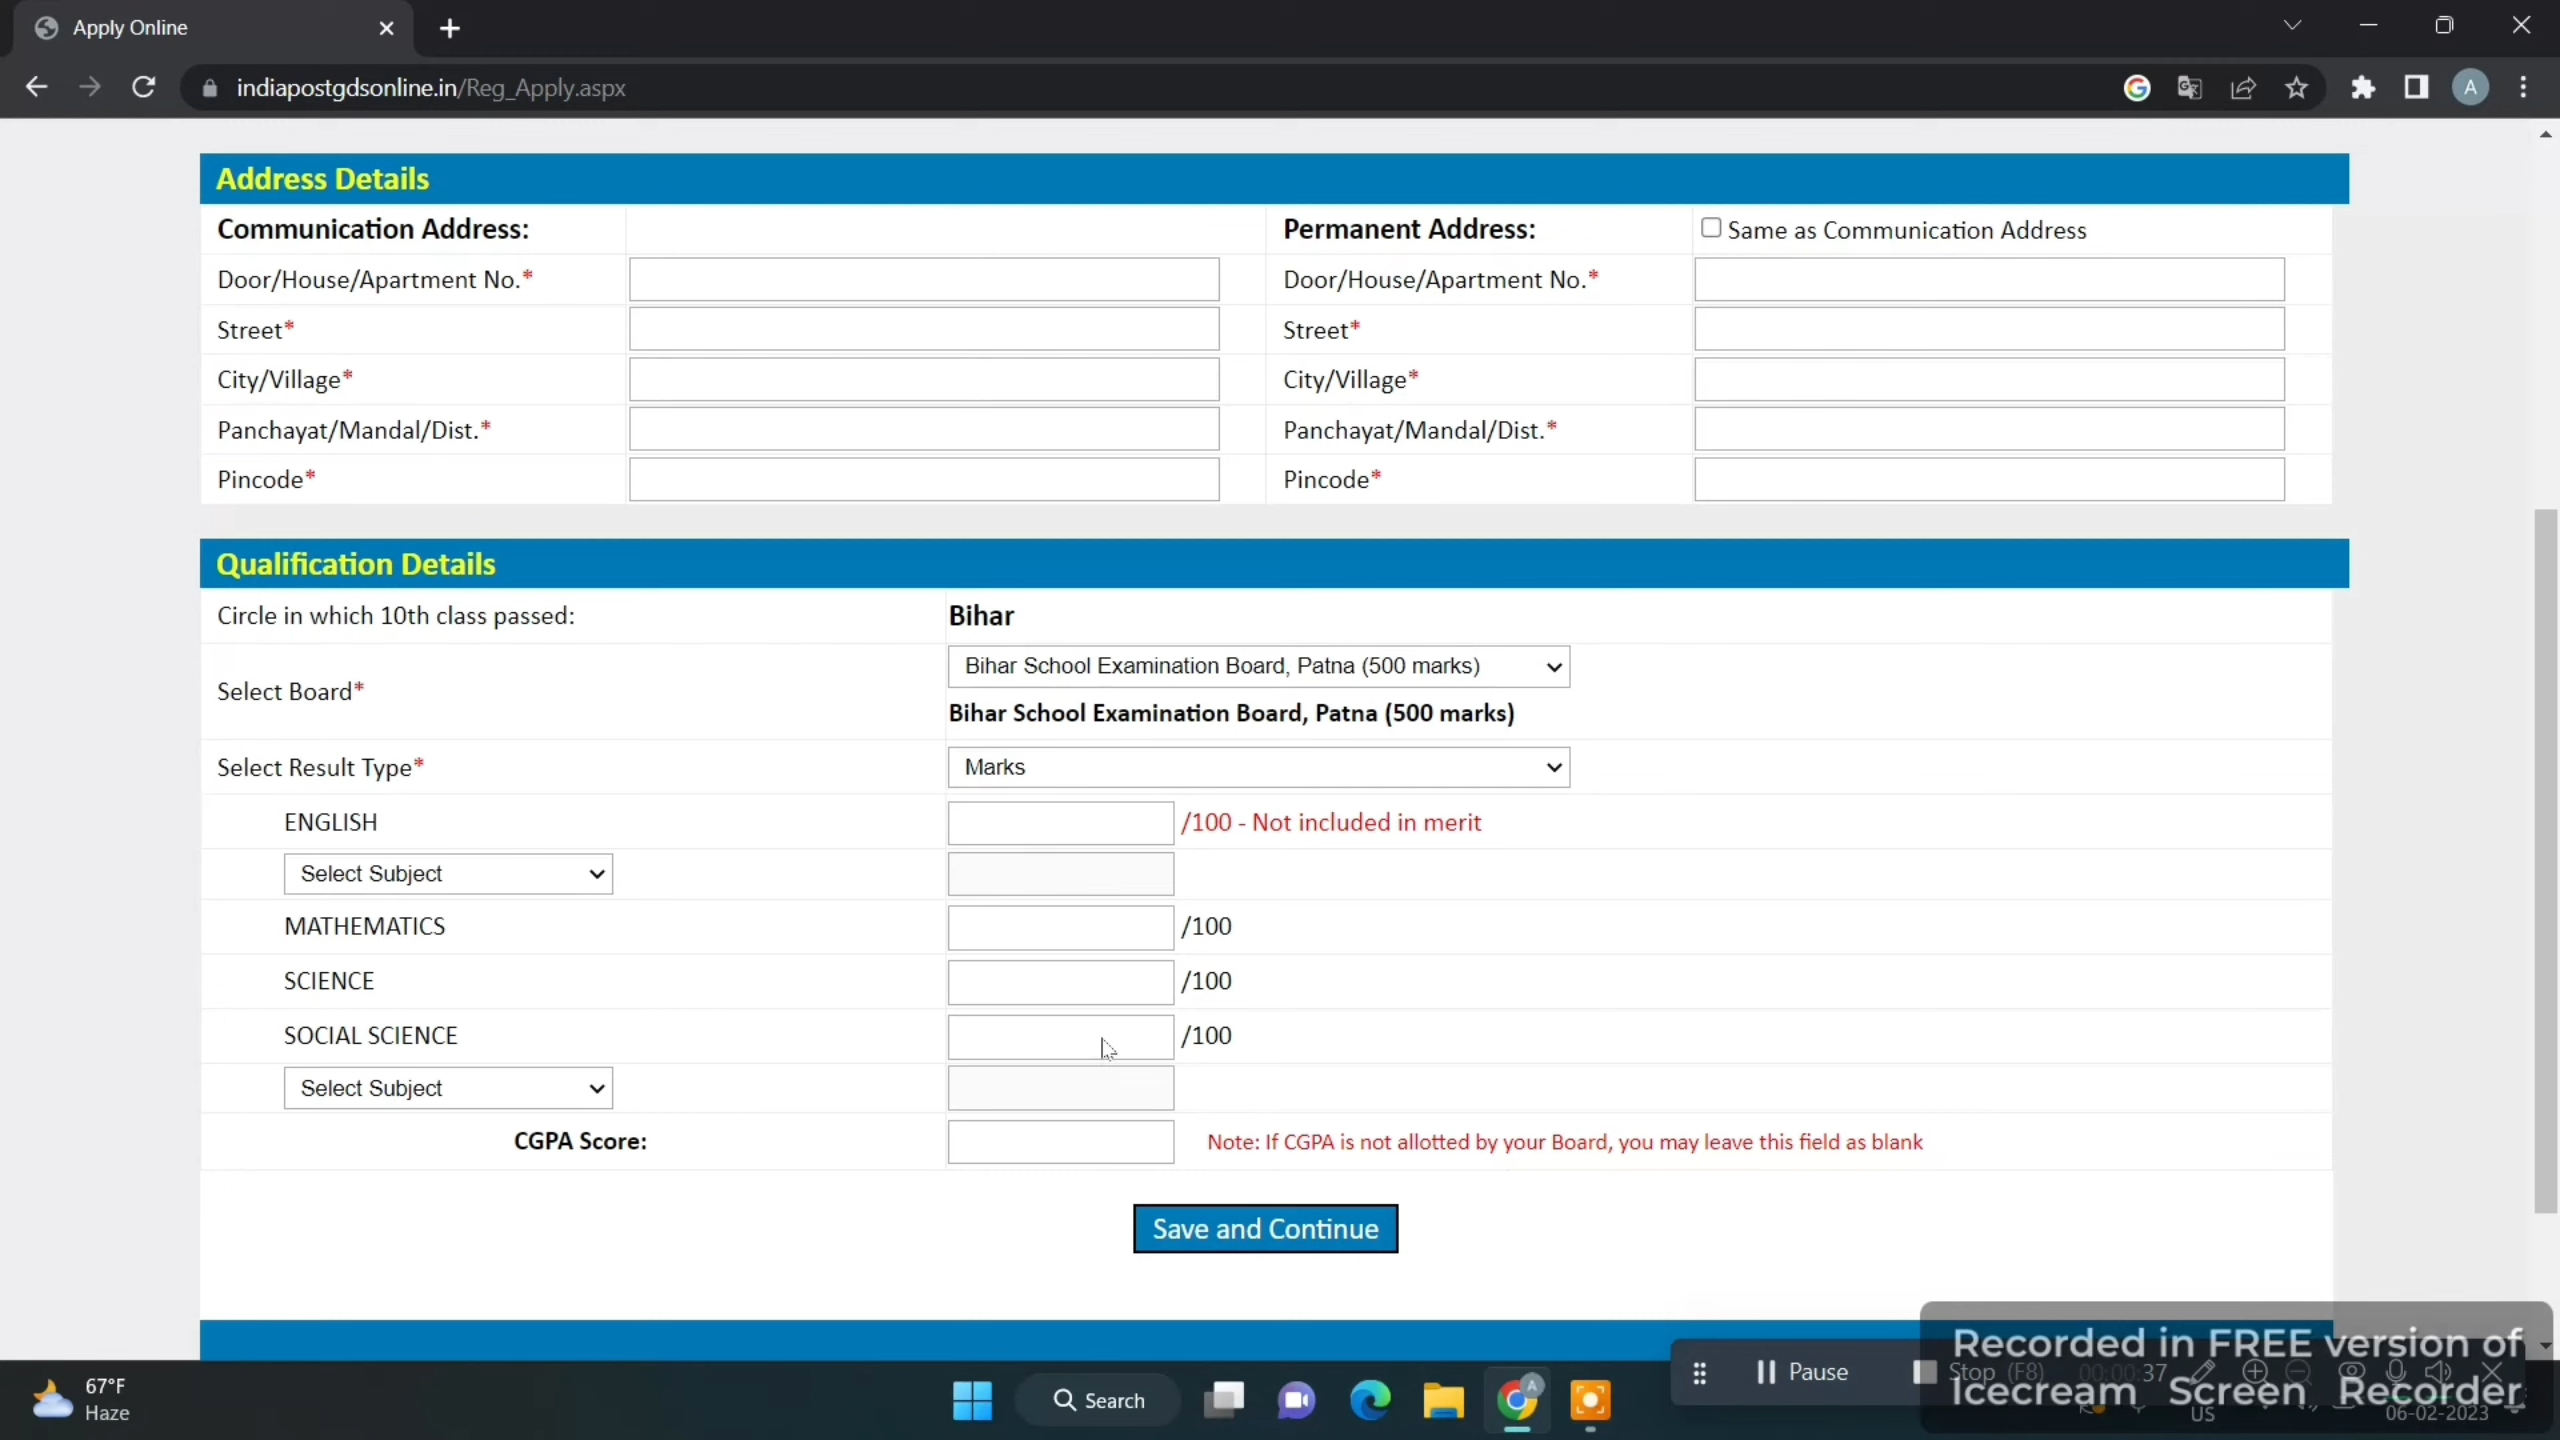 Apply Online
indiapostgdsonline.in/Reg_Apply.aspx
A
Address Details
Communication Address:
Permanent Address:
Same as Communication Address
Door/House/Apartment No.*
Door/House/Apartment No.*
Street*
Street*
City/Village*
City/Village*
Panchayat/Mandal/Dist.*
Panchayat/Mandal/Dist.*
Pincode*
Pincode*
Qualification Details
Circle in which 10th class passed:
Bihar
Select Board*
Bihar School Examination Board, Patna (500 marks)
Bihar School Examination Board, Patna (500 marks)
Select Result Type*
Marks
ENGLISH
/100 - Not included in merit
Select Subject
MATHEMATICS
/100
SCIENCE
/100
SOCIAL SCIENCE
/100
Select Subject
CGPA Score:
Note: If CGPA is not allotted by your Board, you may leave this field as blank
Save and Continue
Recorded in FREE version of
Icecream Screen Recorder
Pause
Stop (F8)
00:00:37
67°F
Haze
Search
A
US
06-02-2023